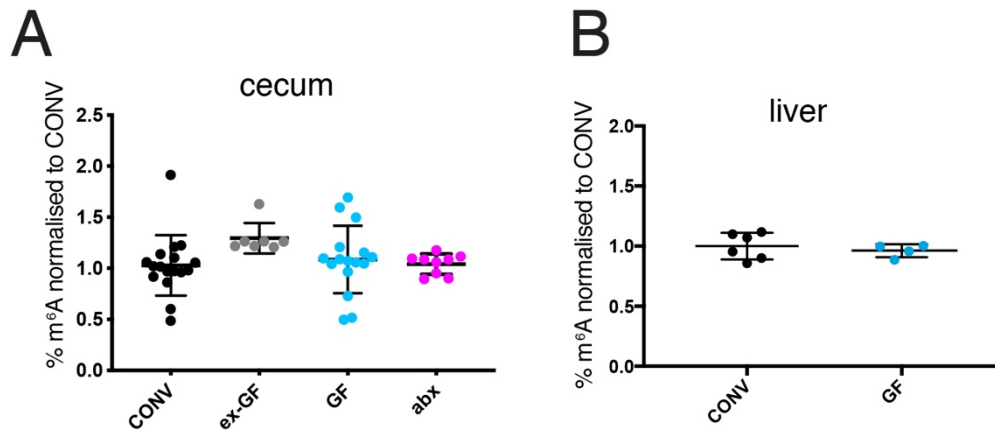 A
cecum
% m⁶A normalised to CONV
2.5
2.0
1.5
1.0
0.5
0.0
CONV
ex-GF
GF
abx
B
liver
% m⁶A normalised to CONV
2.0
1.5
1.0
0.5
0.0
CONV
GF